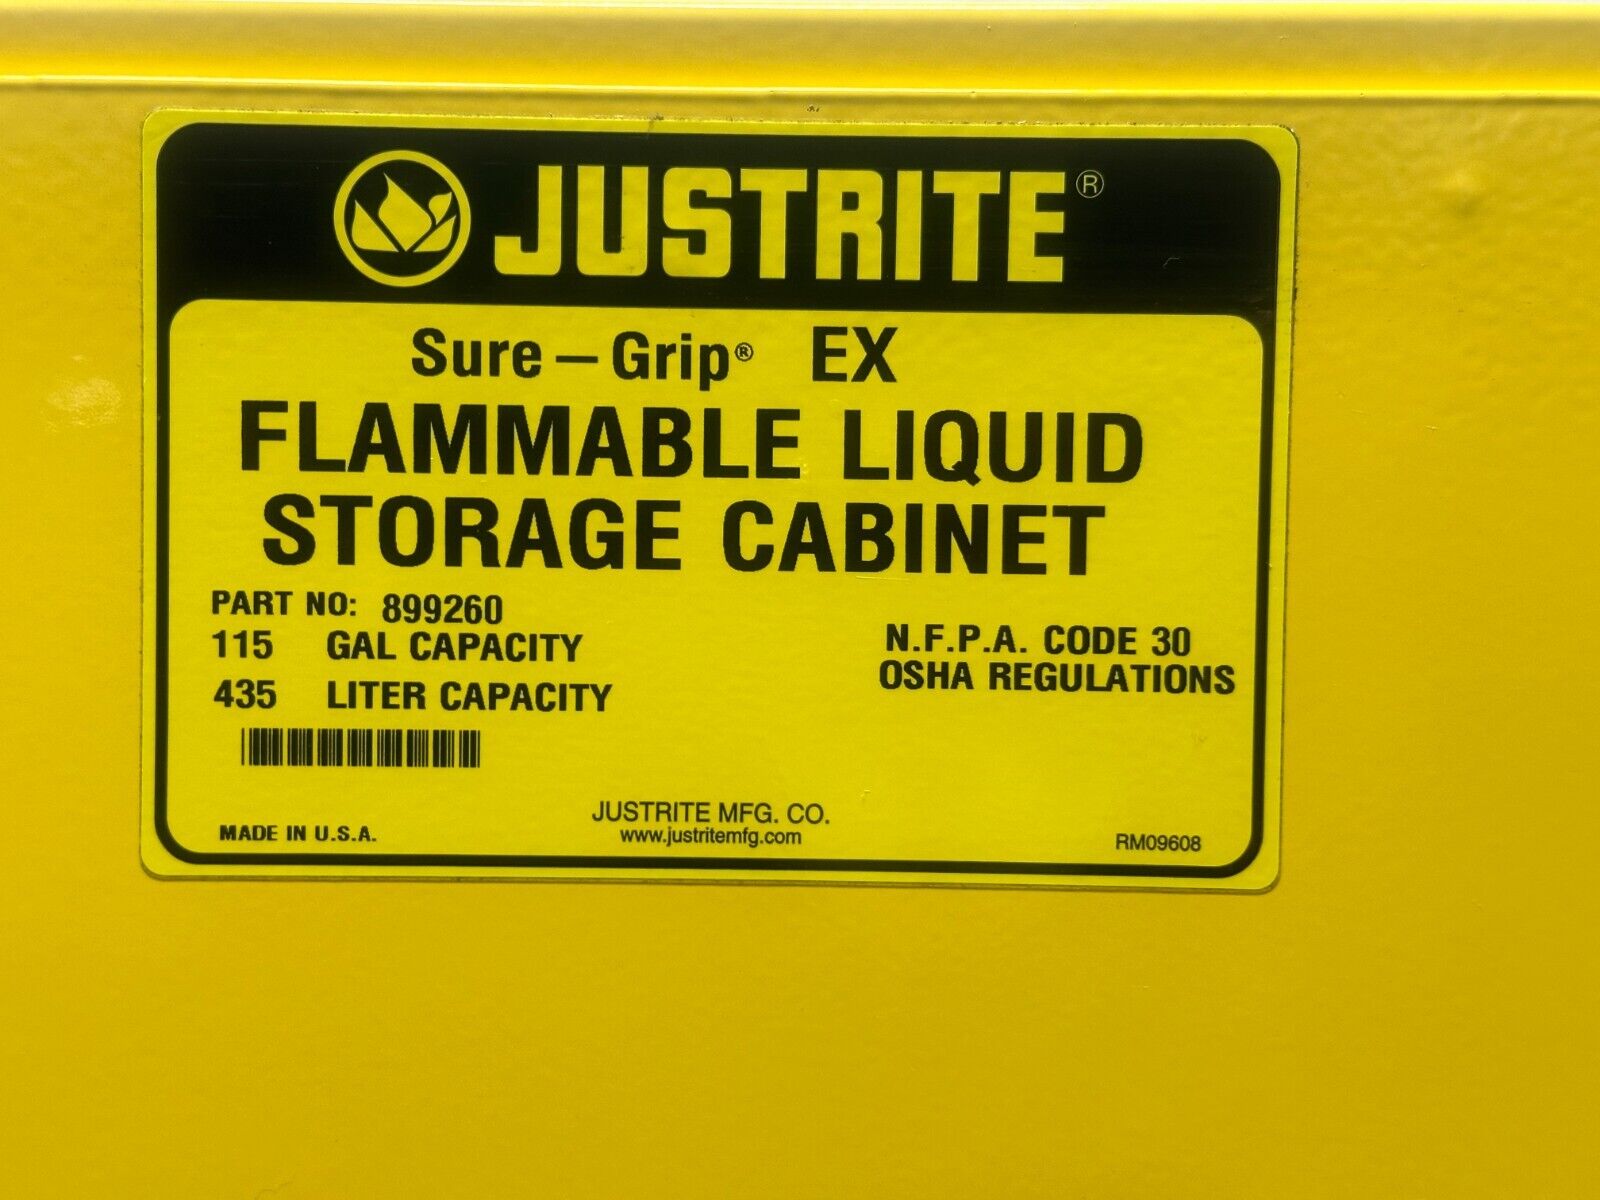 JUSTRITE®
Sure-Grip® EX
FLAMMABLE LIQUID
STORAGE CABINET
PART NO: 899260
115 GAL CAPACITY
435 LITER CAPACITY
N.F.P.A. CODE 30
OSHA REGULATIONS
JUSTRITE MFG. CO.
www.justritemfg.com
MADE IN U.S.A.
RM09608